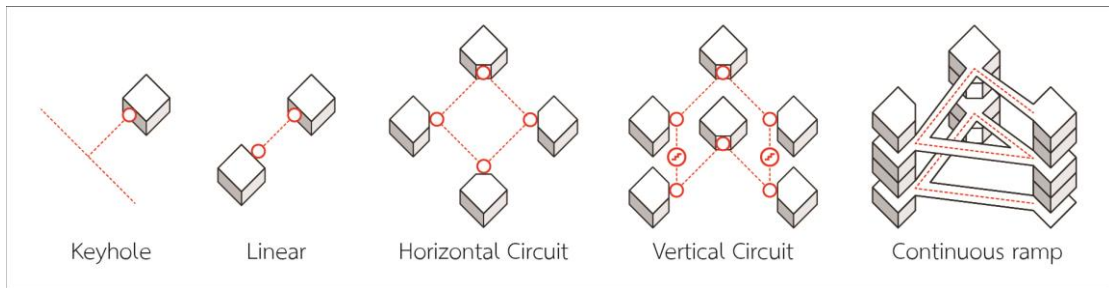 Keyhole
Linear
Horizontal Circuit
Vertical Circuit
Continuous ramp